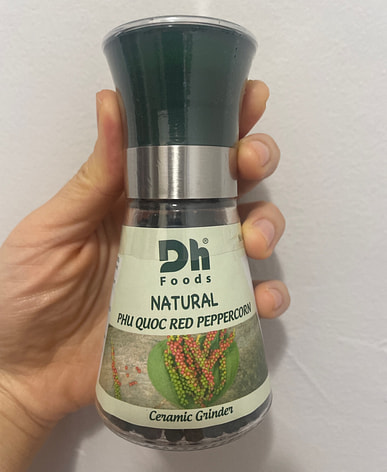 Dh®
Foods
NATURAL
PHU QUOC RED PEPPERCORN
Ceramic Grinder